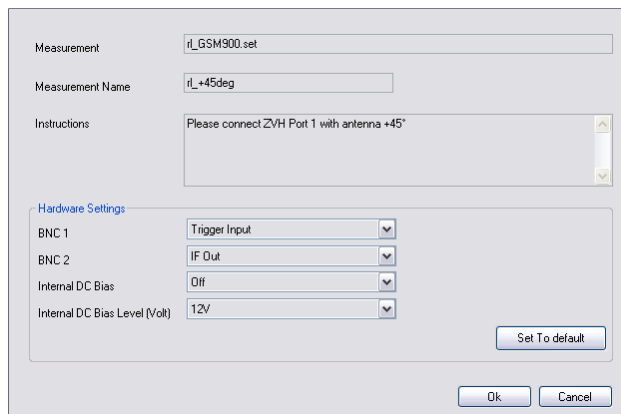 Measurement rl_GSM900.set
Measurement Name rl_+45deg
Instructions Please connect ZVH Port 1 with antenna +45°
Hardware Settings
BNC 1 Trigger Input
BNC 2 IF Out
Internal DC Bias Off
Internal DC Bias Level (Volt) 12V
Set To default
Ok Cancel